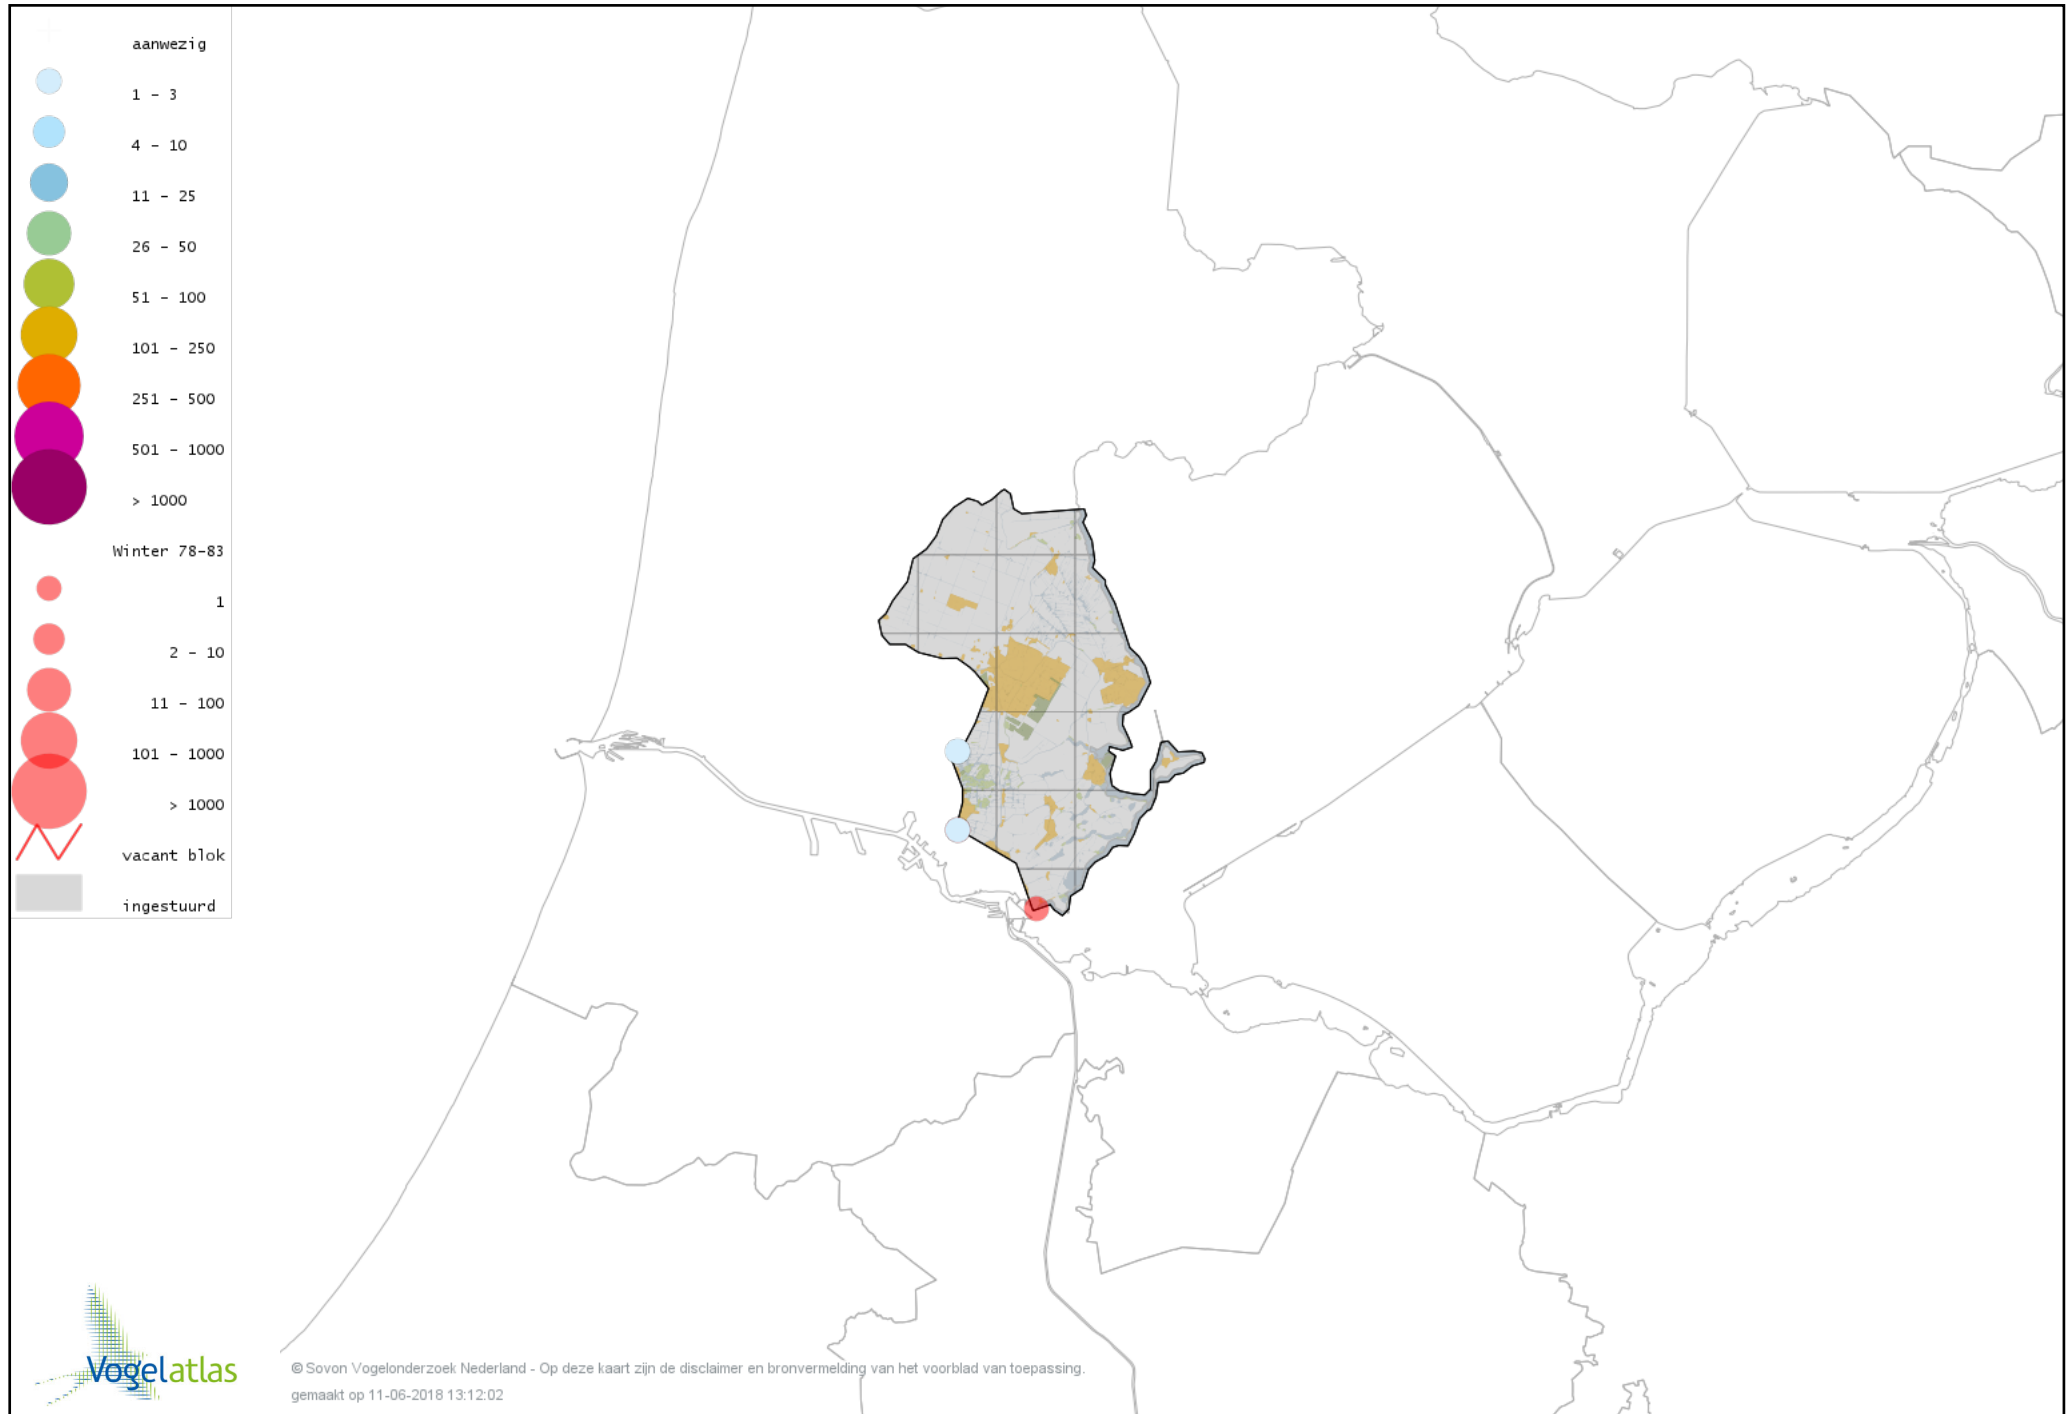 aanwezig
1 – 3
4 – 10
11 – 25
26 – 50
51 – 100
101 – 250
251 – 500
501 – 1000
> 1000
Winter 78-83
1
2 – 10
11 – 100
101 – 1000
> 1000
vacant blok
ingestuurd
Vogelatlas
© Sovon Vogelonderzoek Nederland - Op deze kaart zijn de disclaimer en bronvermelding van het voorblad van toepassing.
gemaakt op 11-06-2018 13:12:02